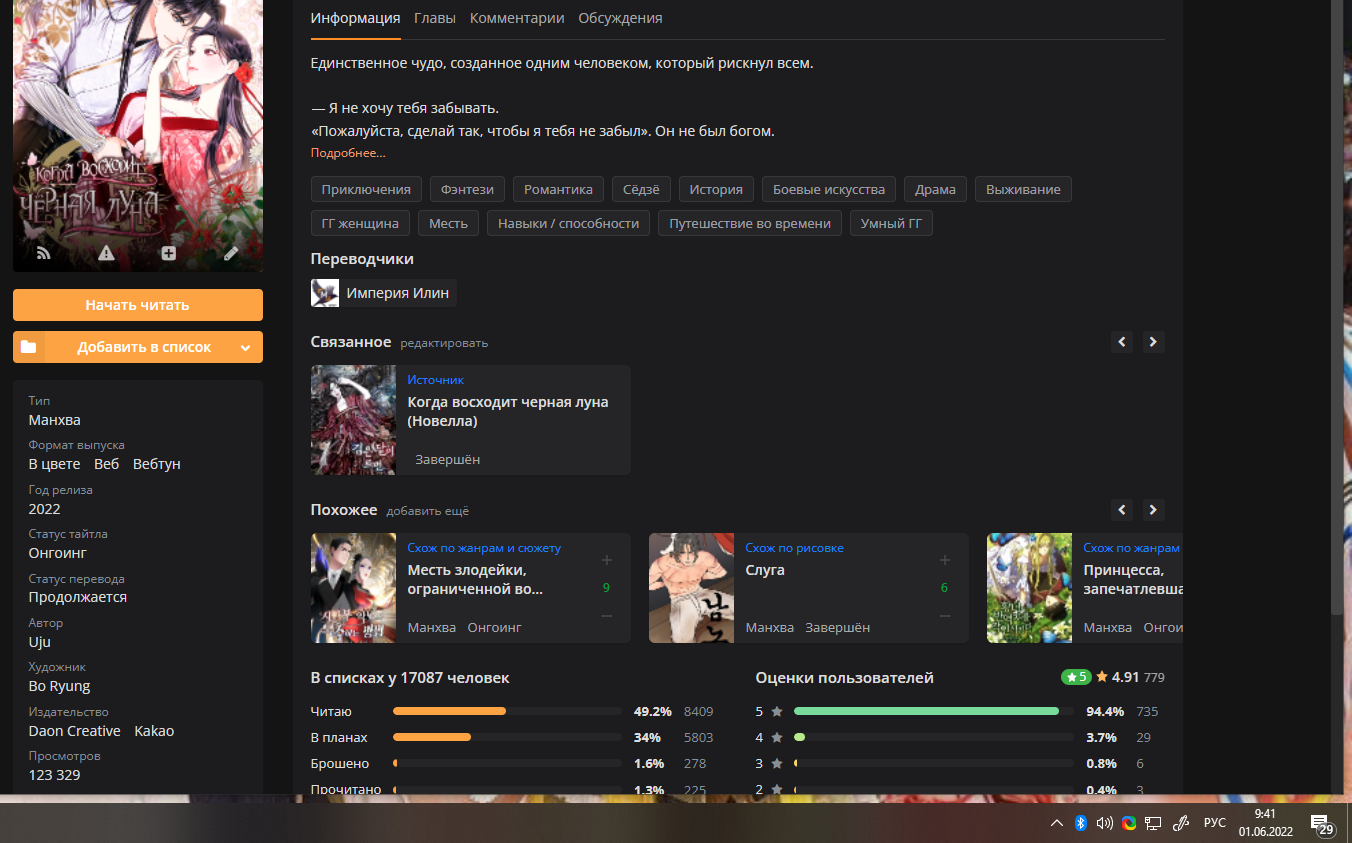 Информация Главы Комментарии Обсуждения
Единственное чудо, созданное одним человеком, который рискнул всем.
— Я не хочу тебя забывать.
«Пожалуйста, сделай так, чтобы я тебя не забыл». Он не был богом.
Подробнее...
Приключения Фэнтези Романтика Сёдзё История Боевые искусства Драма Выживание
ГГ женщина Месть Навыки / способности Путешествие во времени Умный ГГ
КОГДА ВОСХОДИТ
ЧЕРНАЯ ЛУНА
Начать читать
Добавить в список
Тип
Манхва
Формат выпуска
В цвете Веб Вебтун
Год релиза
2022
Статус тайтла
Онгоинг
Статус перевода
Продолжается
Автор
Uju
Художник
Bo Ryung
Издательство
Daon Creative Kakao
Просмотров
123 329
Переводчики
Империя Илин
Связанное редактировать
Источник
Когда восходит черная луна
(Новелла)
Завершён
Похожее добавить ещё
Схож по жанрам и сюжету
Месть злодейки,
ограниченной во...
9
Манхва Онгоинг
Схож по рисовке
Слуга
6
Манхва Завершён
남
Схож по жанрам
Принцесса,
запечатлевша
Манхва Онгои
В списках у 17087 человек
Читаю 49.2% 8409
В планах 34% 5803
Брошено 1.6% 278
Прочитано 1.3% 225
Оценки пользователей 5 4.91 779
5 94.4% 735
4 3.7% 29
3 0.8% 6
2 0.4% 3
РУС
9:41
01.06.2022
29